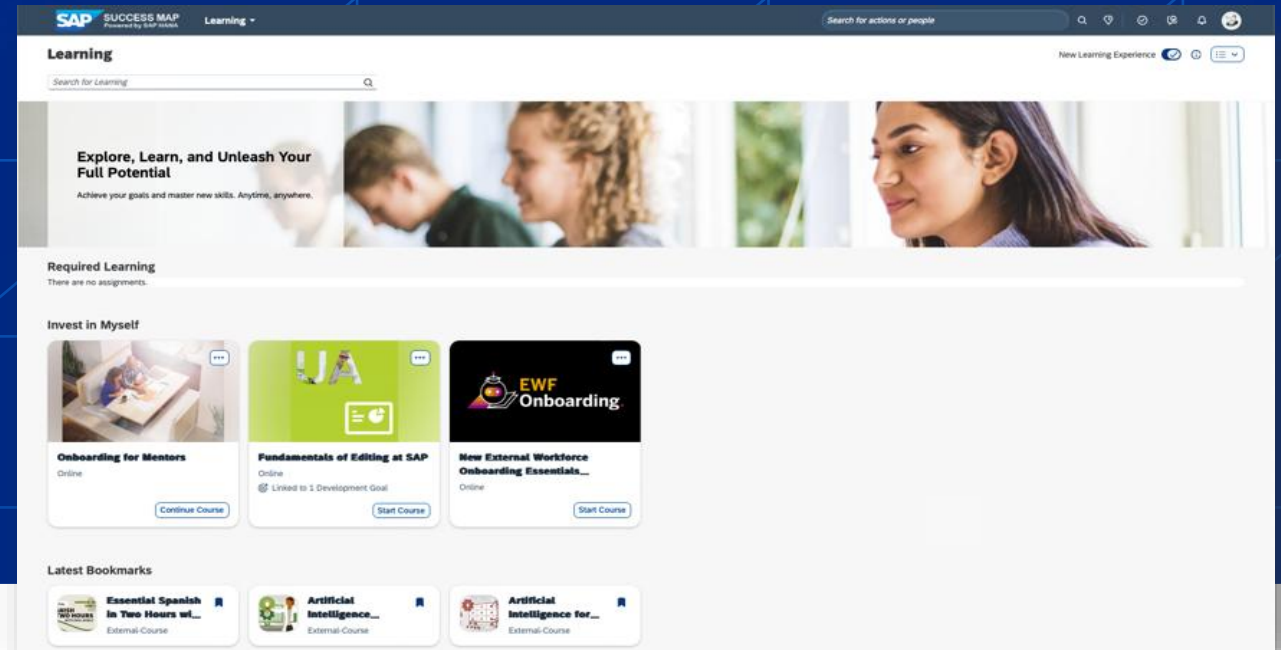 SAP SUCCESS MAP Learning Search for actions or people
Powered by SAP HANA
Learning
New Learning Experience
Search for Learning
Explore, Learn, and Unleash Your
Full Potential
Achieve your goals and master new skills. Anytime, anywhere.
Required Learning
There are no assignments.
Invest in Myself
UA
EWF
Onboarding.
Onboarding for Mentors
Online
Continue Course
Fundamentals of Editing at SAP
Online
Linked to 1 Development Goal
Start Course
New External Workforce
Onboarding Essentials...
Online
Start Course
Latest Bookmarks
Essential Spanish
in Two Hours wi...
External-Course
Artificial
Intelligence...
External-Course
Artificial
Intelligence for...
External-Course